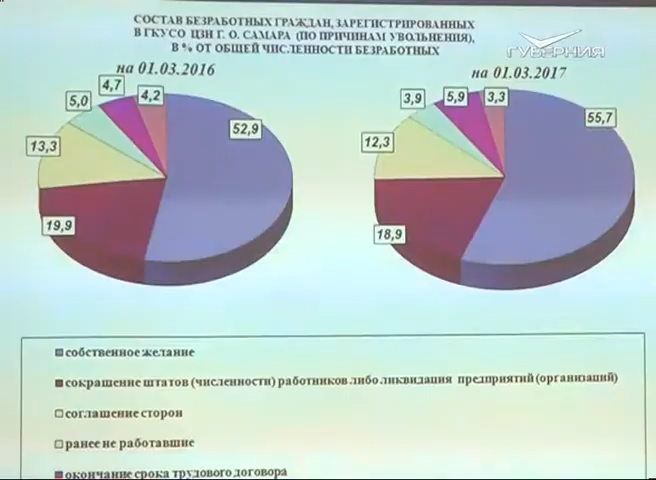 СОСТАВ БЕЗРАБОТНЫХ ГРАЖДАН, ЗАРЕГИСТРИРОВАННЫХ
В ГКУСО ЦЗН Г. О. САМАРА (ПО ПРИЧИНАМ УВОЛЬНЕНИЯ),
В % ОТ ОБЩЕЙ ЧИСЛЕННОСТИ БЕЗРАБОТНЫХ
ГУБЕРНИЯ
на 01.03.2016
4,7
4,2
5,0
52,9
13,3
19,9
на 01.03.2017
5,9
3,3
3,9
55,7
12,3
18,9
собственное желание
сокращение штатов (численности) работников либо ликвидация предприятий (организаций)
соглашение сторон
ранее не работавшие
окончание срока трудового договора